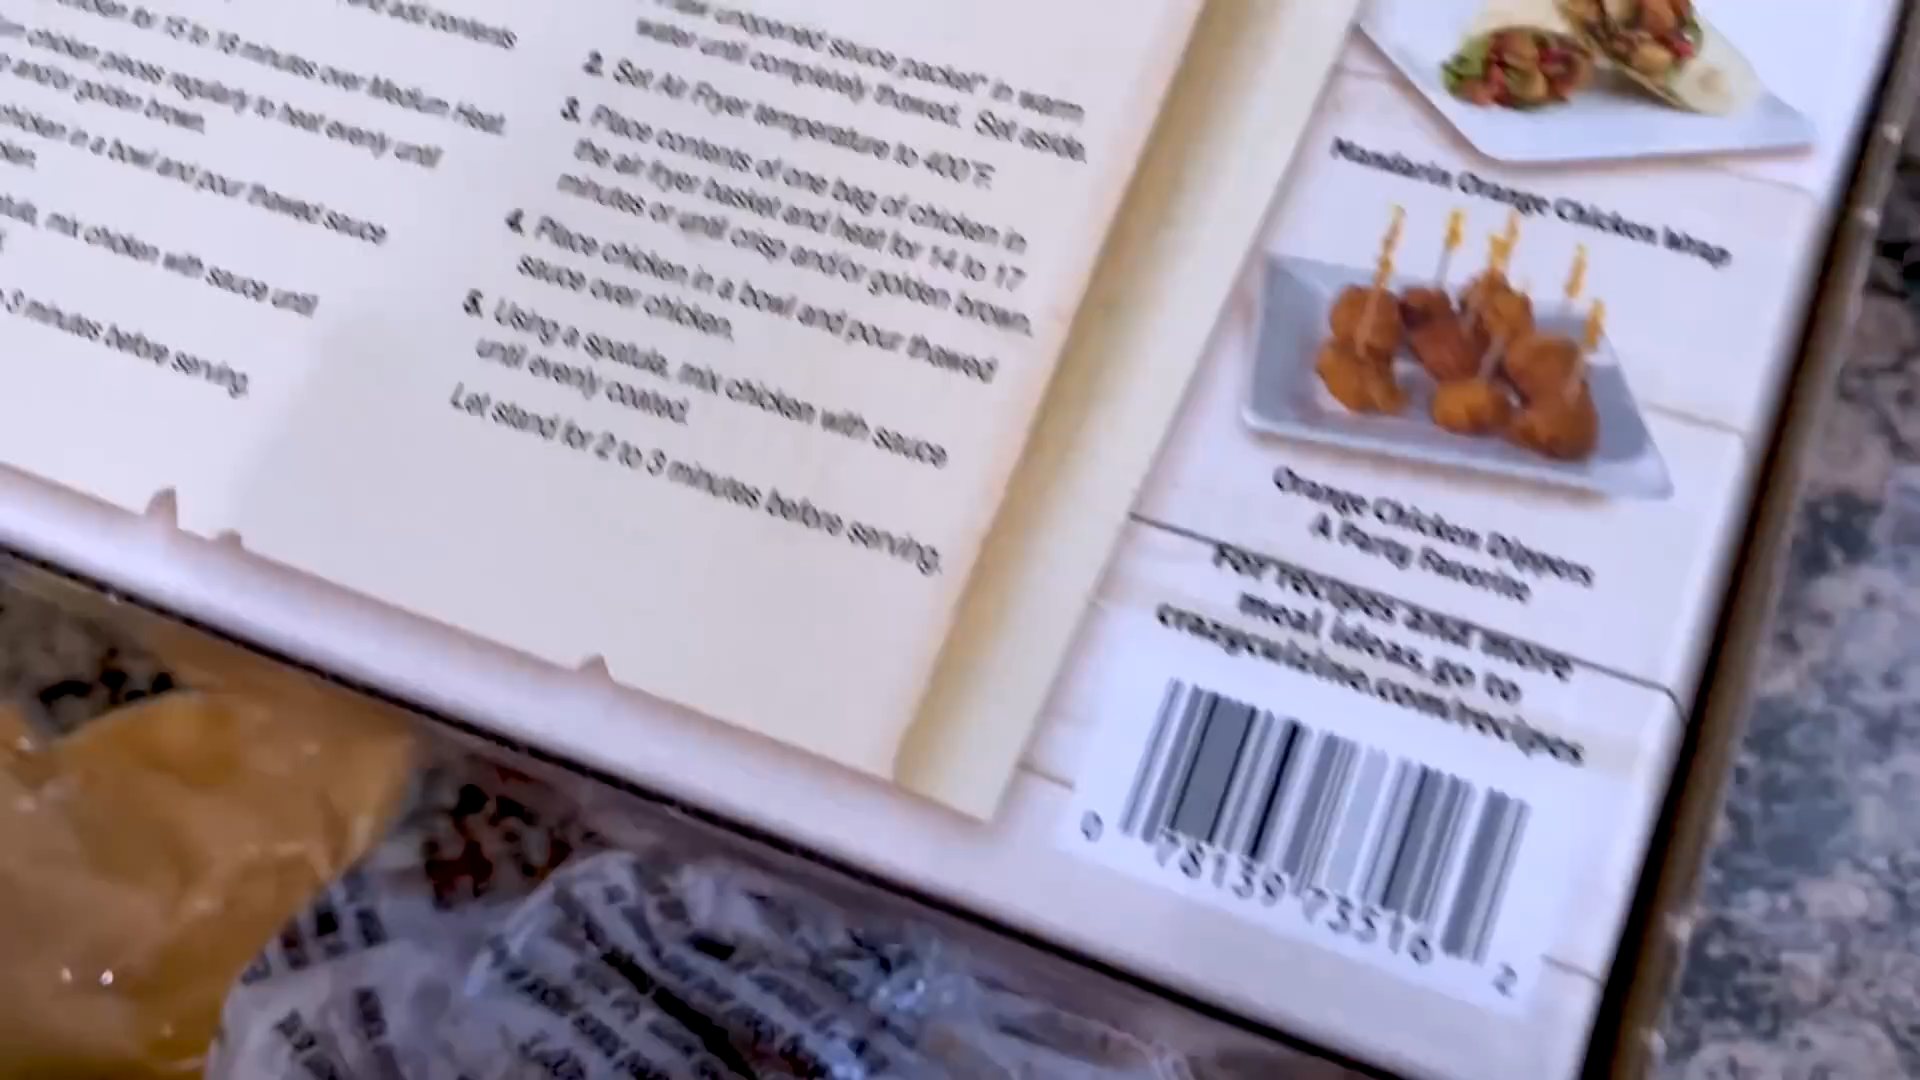 and add contents
15 to 18 minutes over Medium Heat.
chicken pieces regularly to heat evenly until
and/or golden brown.
chicken in a bowl and pour thawed sauce
mix chicken with sauce until
3 minutes before serving.
unopened sauce packet* in warm
water until completely thawed. Set aside.
2. Set Air Fryer temperature to 400°F.
3. Place contents of one bag of chicken in
the air fryer basket and heat for 14 to 17
minutes or until crisp and/or golden brown.
4. Place chicken in a bowl and pour thawed
sauce over chicken.
5. Using a spatula, mix chicken with sauce
until evenly coated.
Let stand for 2 to 3 minutes before serving.
Mandarin Orange Chicken Wrap
Orange Chicken Dippers
A Party Favorite
For recipes and more
meal ideas, go to
crazycuizine.com/recipes
0 78139 73516 2